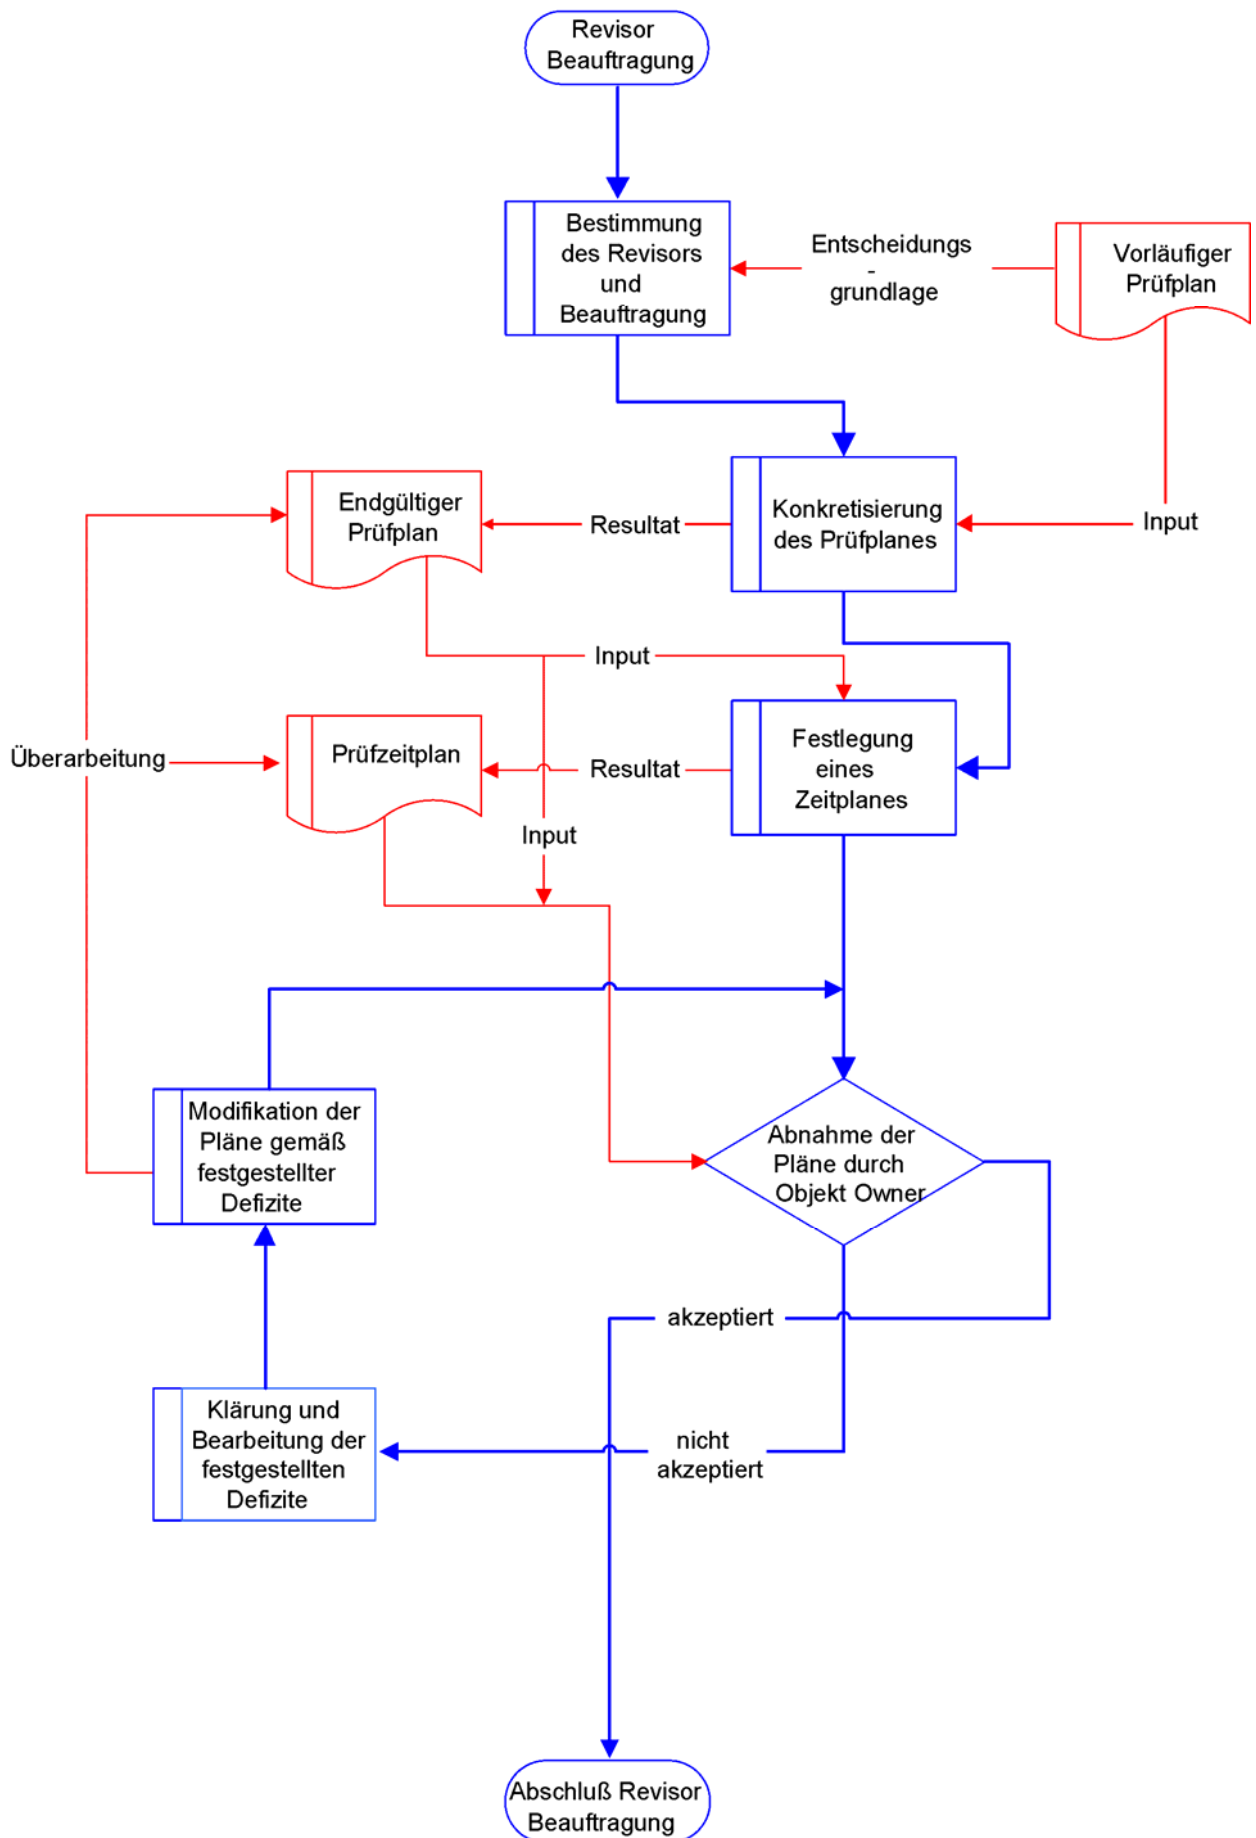 Revisor
Beauftragung
Bestimmung
des Revisors
und
Beauftragung
Entscheidungs
-
grundlage
Vorläufiger
Prüfplan
Endgültiger
Prüfplan
Resultat
Konkretisierung
des Prüfplanes
Input
Input
Überarbeitung
Prüfzeitplan
Resultat
Festlegung
eines
Zeitplanes
Input
Modifikation der
Pläne gemäß
festgestellter
Defizite
Abnahme der
Pläne durch
Objekt Owner
akzeptiert
Klärung und
Bearbeitung der
festgestellten
Defizite
nicht
akzeptiert
Abschluß Revisor
Beauftragung